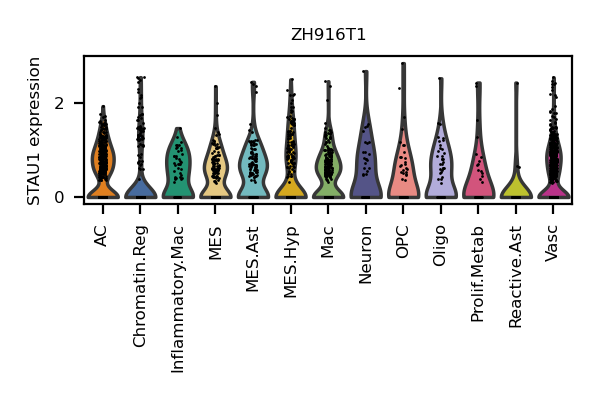 ZH916T1
STAU1 expression
2
0
AC
Chromatin.Reg
Inflammatory.Mac
MES
MES.Ast
MES.Hyp
Mac
Neuron
OPC
Oligo
Prolif.Metab
Reactive.Ast
Vasc